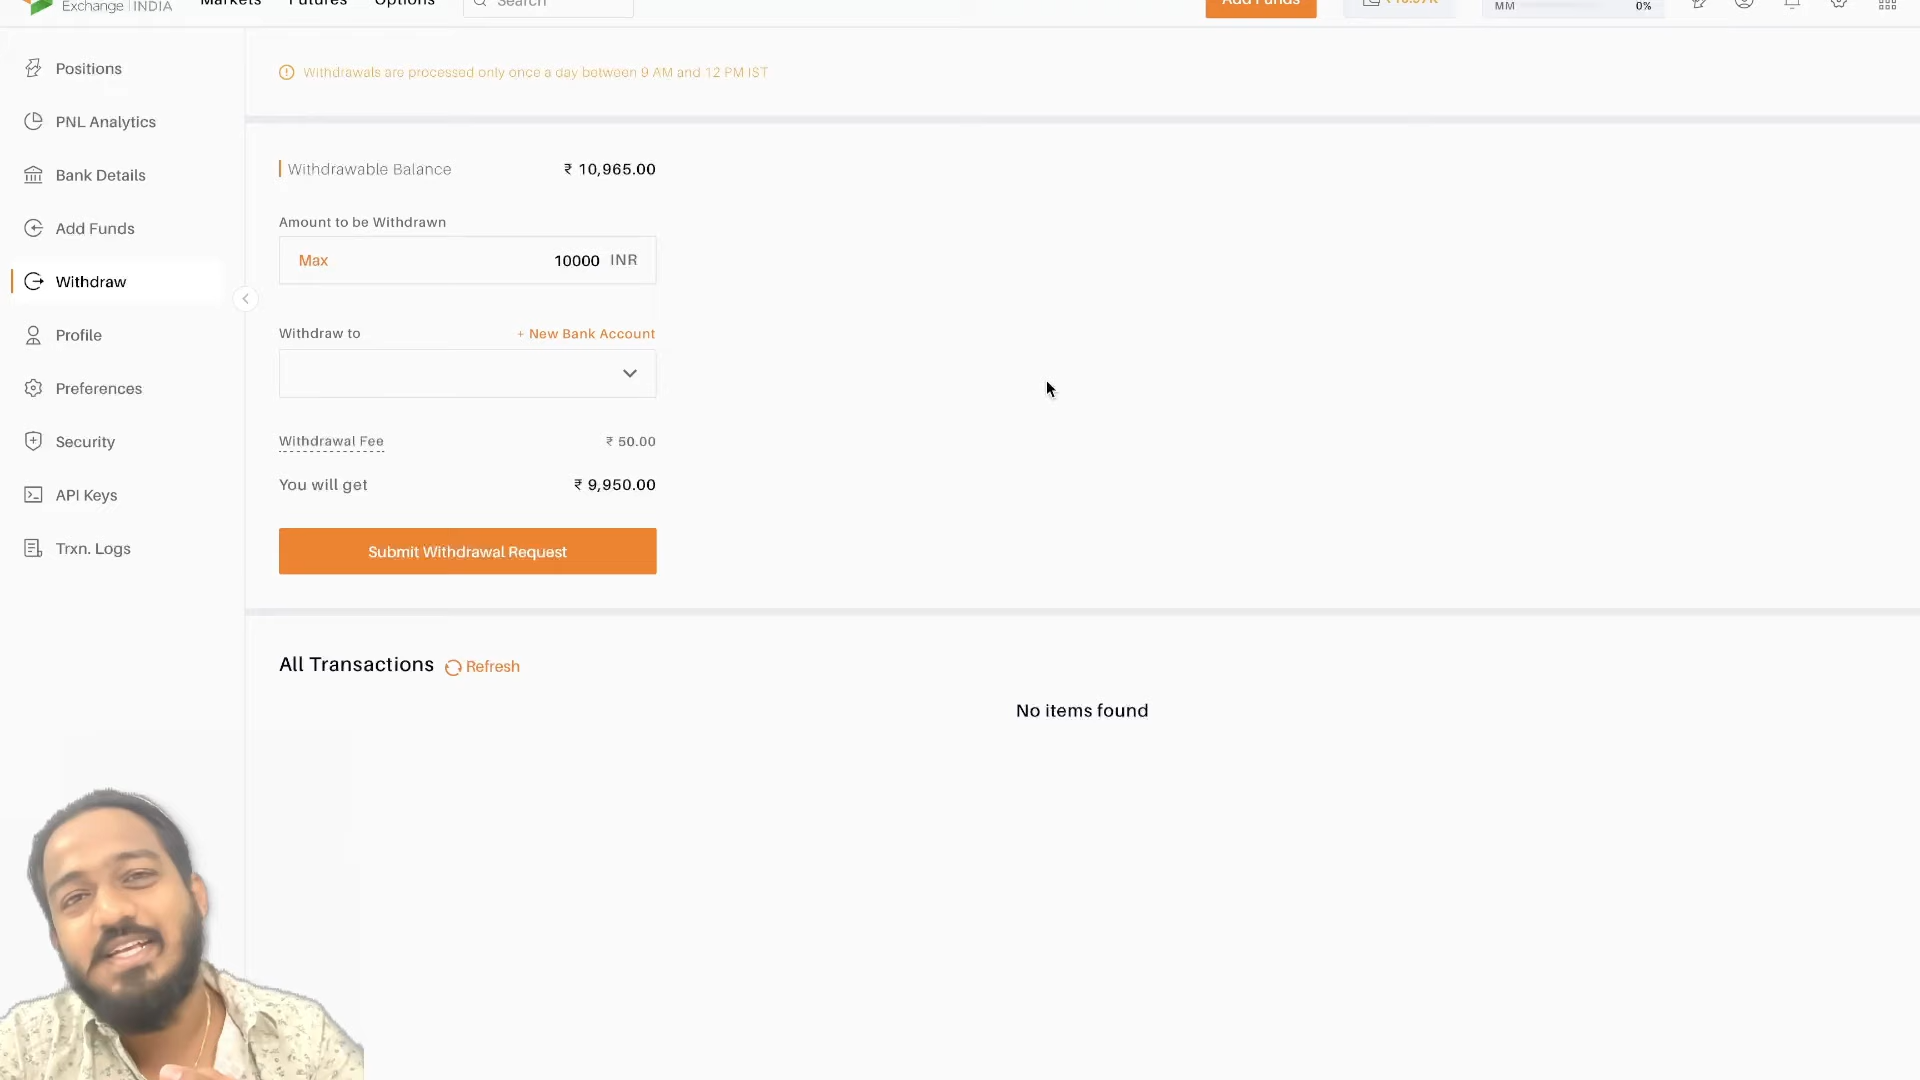 Exchange | INDIA
Markets
Futures
Options
Search
Add Funds
MM
0%
Positions
PNL Analytics
Bank Details
Add Funds
Withdraw
Profile
Preferences
Security
API Keys
Trxn. Logs
Withdrawals are processed only once a day between 9 AM and 12 PM IST
Withdrawable Balance ₹ 10,965.00
Amount to be Withdrawn
Max 10000 INR
Withdraw to + New Bank Account
Withdrawal Fee ₹ 50.00
You will get ₹ 9,950.00
Submit Withdrawal Request
All Transactions Refresh
No items found